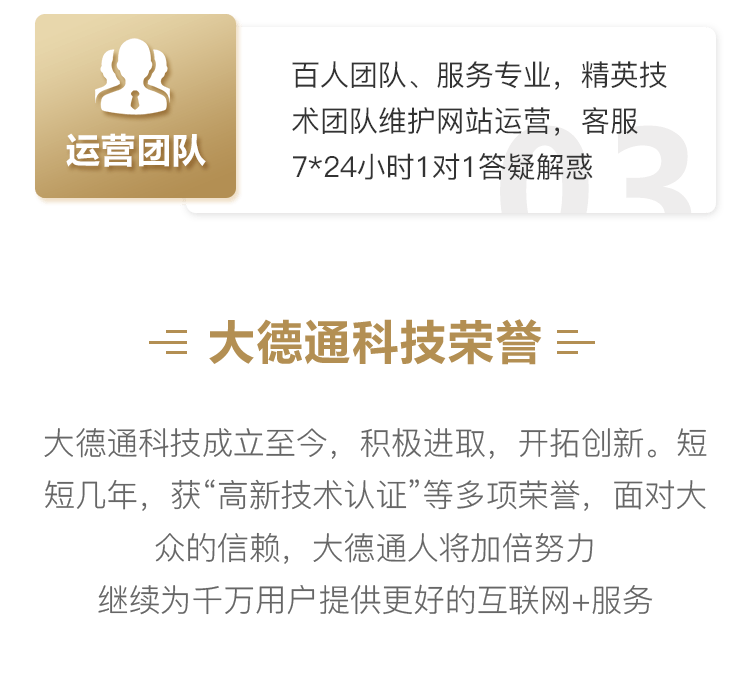 运营团队
百人团队、服务专业，精英技
术团队维护网站运营，客服
7*24小时1对1答疑解惑
03
大德通科技荣誉
大德通科技成立至今，积极进取，开拓创新。短
短几年，获“高新技术认证”等多项荣誉，面对大
众的信赖，大德通人将加倍努力
继续为千万用户提供更好的互联网+服务